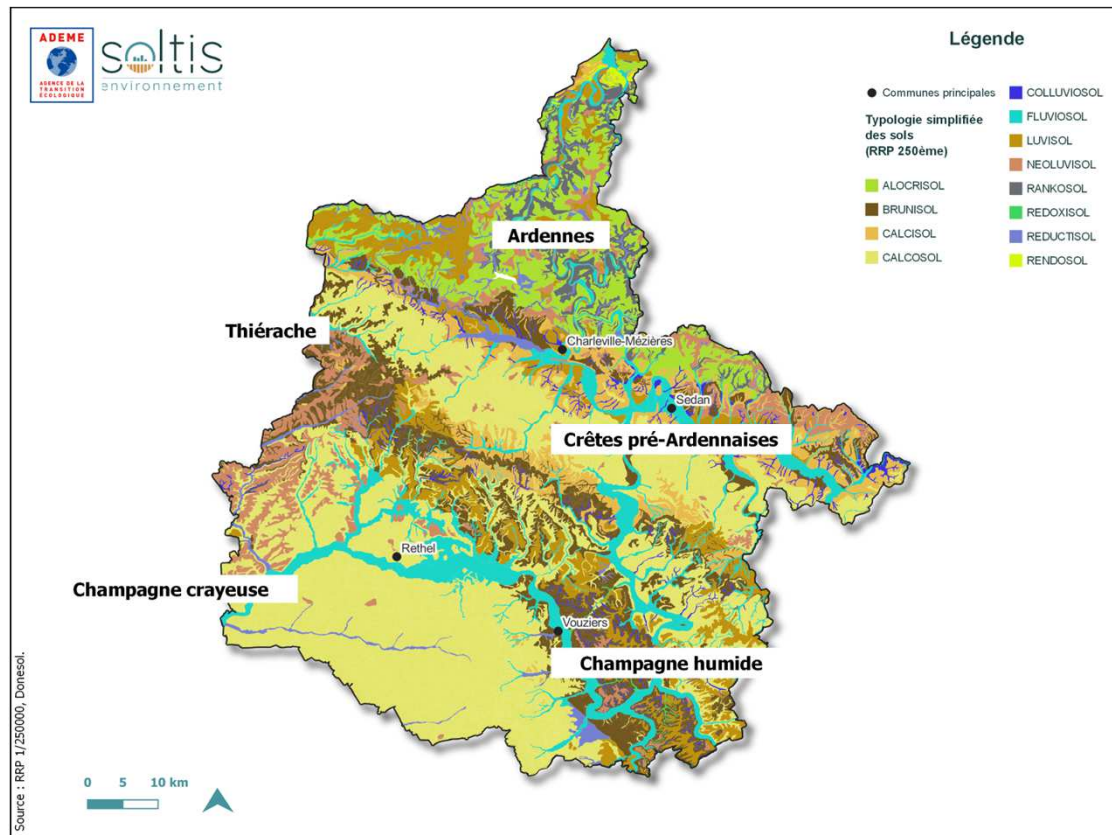 ADEME
AGENCE DE LA
TRANSITION
ÉCOLOGIQUE
soltis
environnement
Légende
Communes principales
Typologie simplifiée
des sols
(RRP 250ème)
ALOCRISOL
BRUNISOL
CALCISOL
CALCOSOL
COLLUVIOSOL
FLUVIOSOL
LUVISOL
NEOLUVISOL
RANKOSOL
REDOXISOL
REDUCTISOL
RENDOSOL
Ardennes
Thiérache
Charleville-Mézières
Sedan
Crêtes pré-Ardennaises
Rethel
Champagne crayeuse
Vouziers
Champagne humide
0 5 10 km
Source : RRP 1/250000, Donesol.